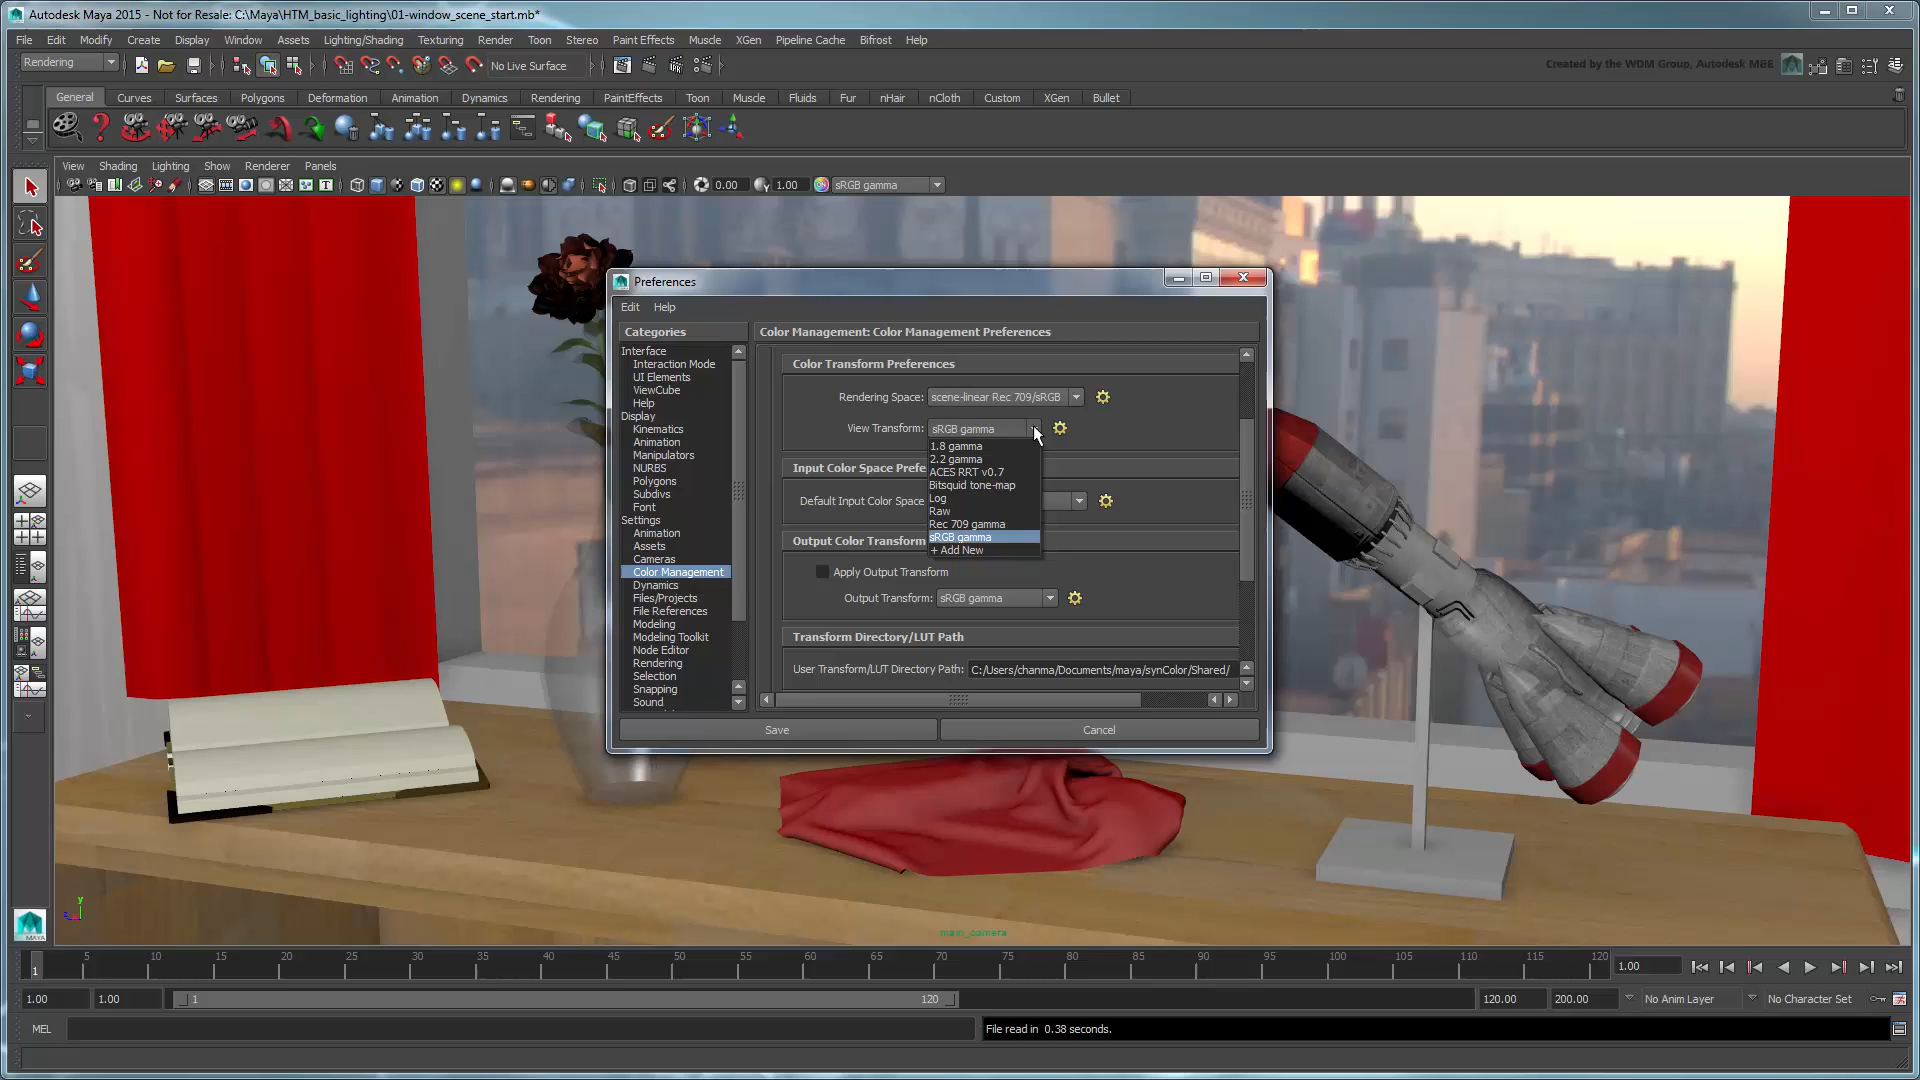 Autodesk Maya 2015 - Not for Resale: C:\Maya\HTM_basic_lighting\01-window_scene_start.mb*
File Edit Modify Create Display Window Assets Lighting/Shading Texturing Render Toon Stereo Paint Effects Muscle XGen Pipeline Cache Bifrost Help
Rendering No Live Surface Created by the WDM Group, Autodesk M&E
General Curves Surfaces Polygons Deformation Animation Dynamics Rendering PaintEffects Toon Muscle Fluids Fur nHair nCloth Custom XGen Bullet
View Shading Lighting Show Renderer Panels
0.00 1.00 sRGB gamma
Preferences
Edit Help
Categories
Interface
Interaction Mode
UI Elements
ViewCube
Help
Display
Kinematics
Animation
Manipulators
NURBS
Polygons
Subdivs
Font
Settings
Animation
Assets
Cameras
Color Management
Dynamics
Files/Projects
File References
Modeling
Modeling Toolkit
Node Editor
Rendering
Selection
Snapping
Sound
Color Management: Color Management Preferences
Color Transform Preferences
Rendering Space: scene-linear Rec 709/sRGB
View Transform: sRGB gamma
1.8 gamma
2.2 gamma
ACES RRT v0.7
Bitsquid tone-map
Log
Raw
Rec 709 gamma
sRGB gamma
+ Add New
Input Color Space Prefe
Default Input Color Space
Output Color Transform
Apply Output Transform
Output Transform: sRGB gamma
Transform Directory/LUT Path
User Transform/LUT Directory Path: C:/Users/chanma/Documents/maya/synColor/Shared/
Save Cancel
MAYA
y
main_camera
1 5 10 15 20 25 30 35 40 45 50 55 60 65 70 75 80 85 90 95 100 105 110 115 120 1.00
1.00 1.00 1 120 120.00 200.00 No Anim Layer No Character Set
MEL File read in 0.38 seconds.